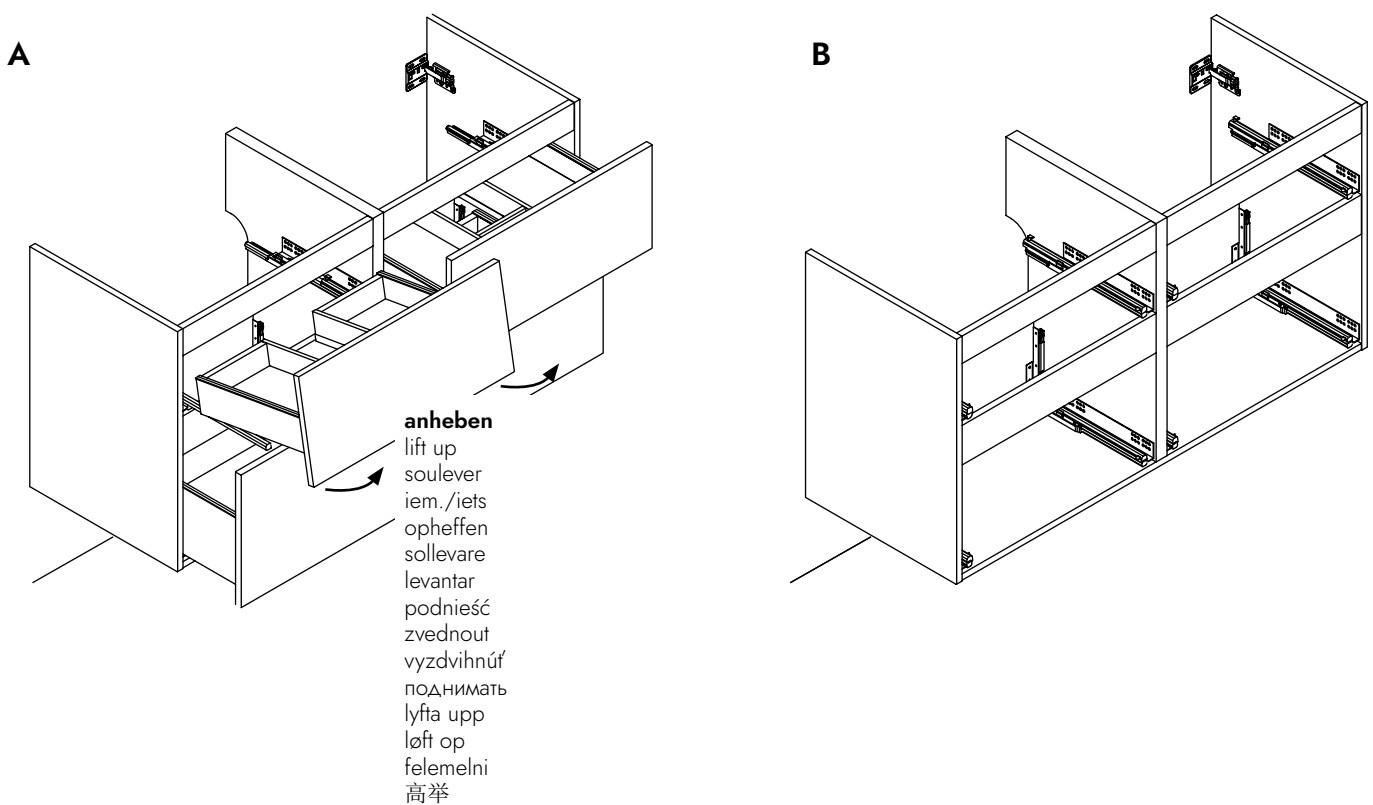 A
B
anheben
lift up
soulever
iem./iets
opheffen
sollevare
levantar
podnieść
zvednout
vyzdvihnúť
поднимать
lyfta upp
løft op
felemelni
高举